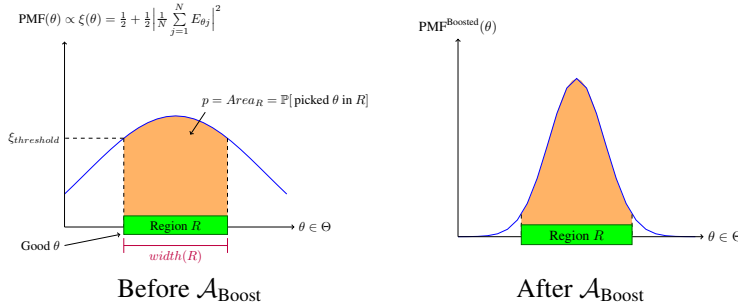 PMF(θ) ∝ ξ(θ) = 1/2 + 1/2 |1/N ∑_{j=1}^{N} E_{θj}|^2
p = Area_R = ℙ[ picked θ in R]
ξ_{threshold}
Region R
θ ∈ Θ
Good θ
width(R)
Before 𝒜_{Boost}
PMF^{Boosted}(θ)
Region R
θ ∈ Θ
After 𝒜_{Boost}